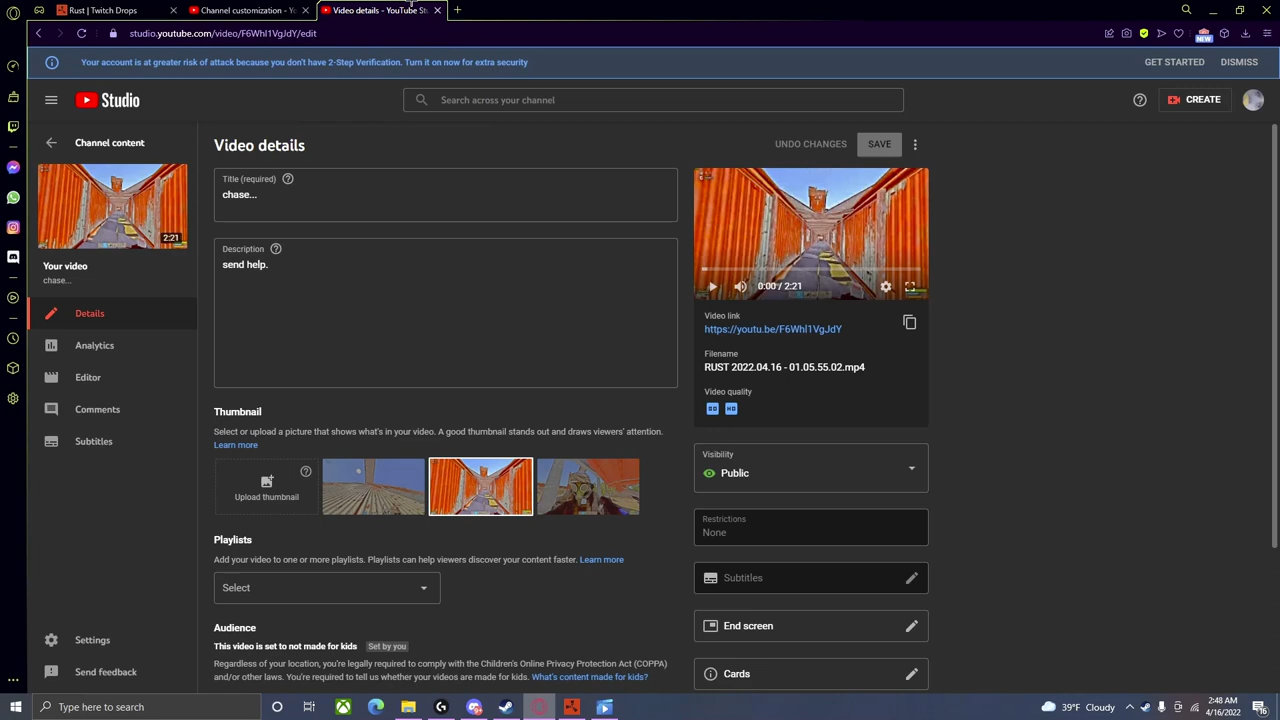 Rust | Twitch Drops
Channel customization - Yo
Video details - YouTube Stu
studio.youtube.com/video/F6Whl1VgJdY/edit
NEW
Your account is at greater risk of attack because you don't have 2-Step Verification. Turn it on now for extra security
GET STARTED
DISMISS
Studio
Search across your channel
CREATE
Channel content
2:21
Your video
chase...
Details
Analytics
Editor
Comments
Subtitles
Settings
Send feedback
Video details
UNDO CHANGES
SAVE
Title (required)
chase...
Description
send help.
Thumbnail
Select or upload a picture that shows what's in your video. A good thumbnail stands out and draws viewers' attention.
Learn more
Upload thumbnail
Playlists
Add your video to one or more playlists. Playlists can help viewers discover your content faster. Learn more
Select
Audience
This video is set to not made for kids Set by you
Regardless of your location, you're legally required to comply with the Children's Online Privacy Protection Act (COPPA)
and/or other laws. You're required to tell us whether your videos are made for kids. What's content made for kids?
0:00 / 2:21
Video link
https://youtu.be/F6Whl1VgJdY
Filename
RUST 2022.04.16 - 01.05.55.02.mp4
Video quality
SD HD
Visibility
Public
Restrictions
None
Subtitles
End screen
Cards
Type here to search
39°F Cloudy
2:48 AM
4/16/2022